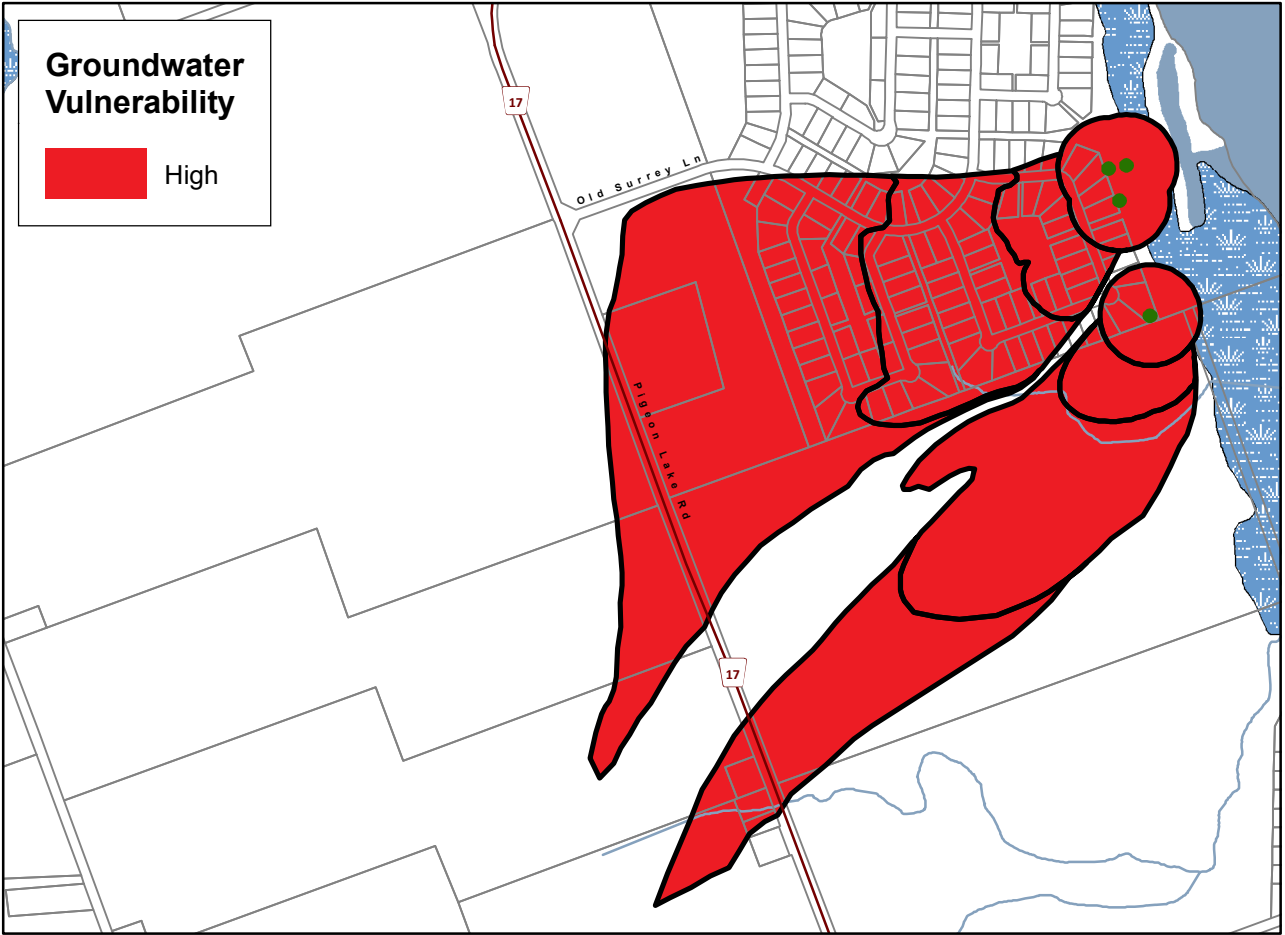 Groundwater
Vulnerability
High
17
Old Surrey Ln
Pigeon Lake Rd
17